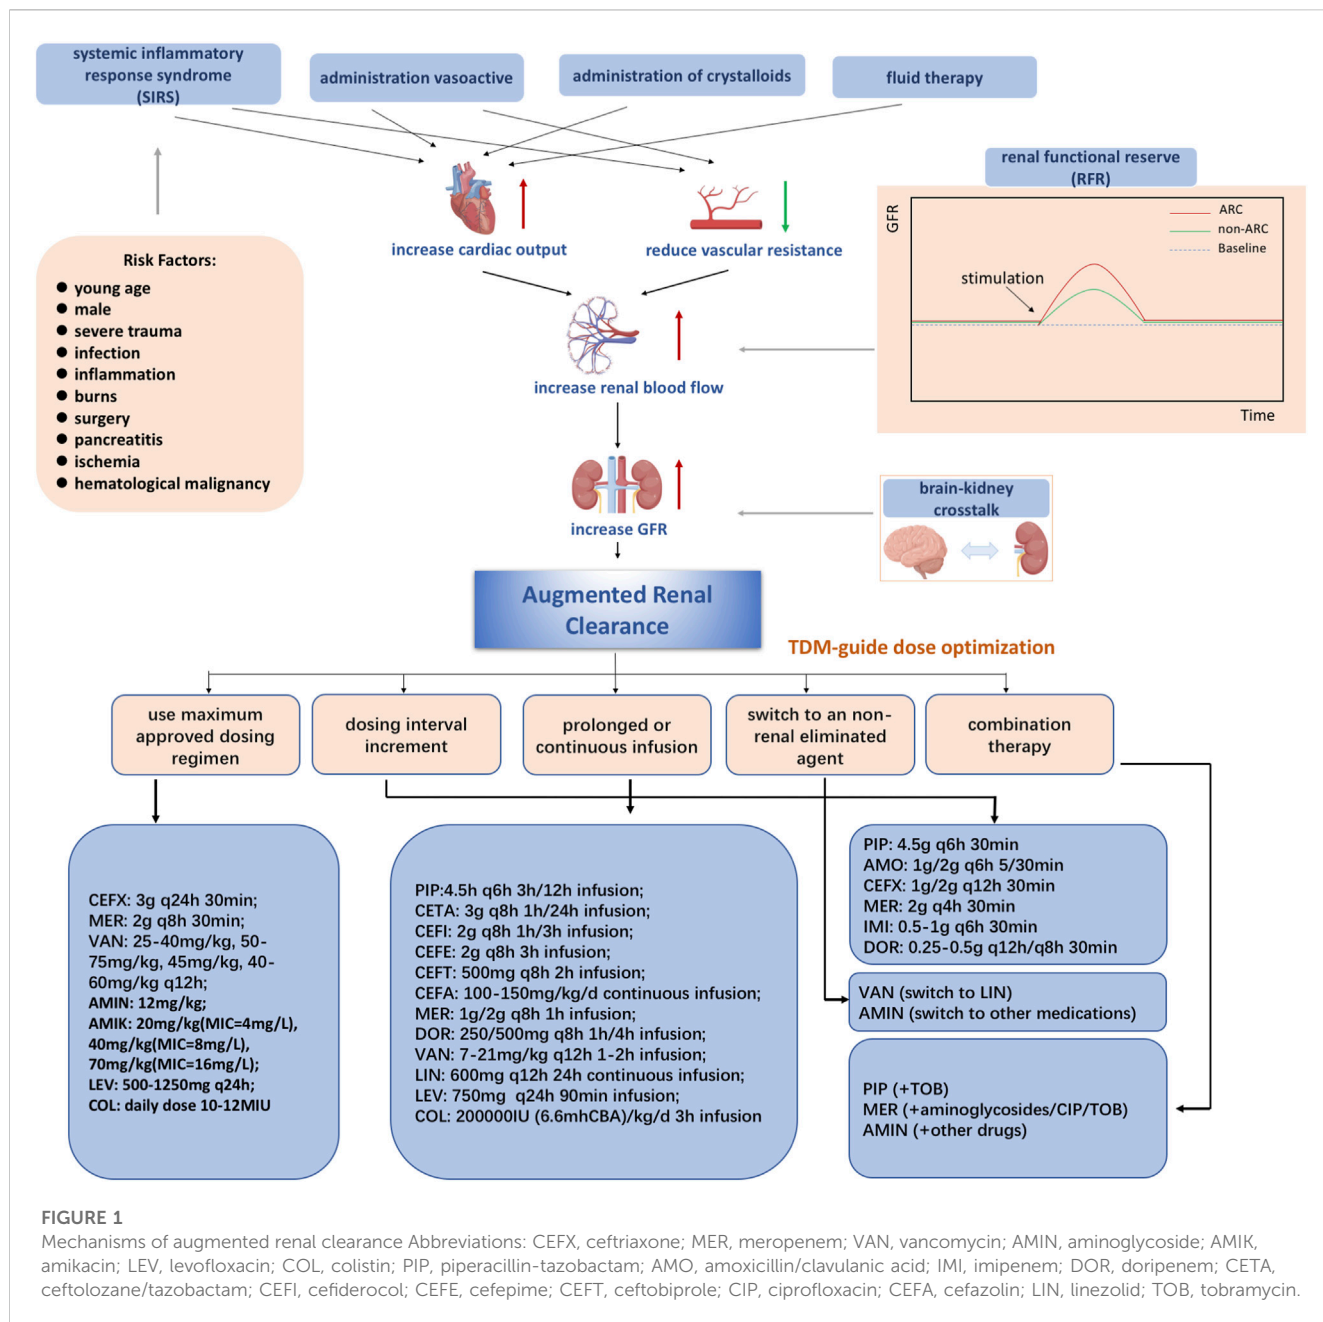 systemic inflammatory
response syndrome
(SIRS)
administration vasoactive
administration of crystalloids
fluid therapy
increase cardiac output
reduce vascular resistance
renal functional reserve
(RFR)
GFR
ARC
non-ARC
Baseline
stimulation
Time
Risk Factors:
● young age
● male
● severe trauma
● infection
● inflammation
● burns
● surgery
● pancreatitis
● ischemia
● hematological malignancy
increase renal blood flow
increase GFR
brain-kidney
crosstalk
Augmented Renal
Clearance
TDM-guide dose optimization
use maximum
approved dosing
regimen
dosing interval
increment
prolonged or
continuous infusion
switch to an non-
renal eliminated
agent
combination
therapy
CEFX: 3g q24h 30min;
MER: 2g q8h 30min;
VAN: 25-40mg/kg, 50-
75mg/kg, 45mg/kg, 40-
60mg/kg q12h;
AMIN: 12mg/kg;
AMIK: 20mg/kg(MIC=4mg/L),
40mg/kg(MIC=8mg/L),
70mg/kg(MIC=16mg/L);
LEV: 500-1250mg q24h;
COL: daily dose 10-12MIU
PIP:4.5h q6h 3h/12h infusion;
CETA: 3g q8h 1h/24h infusion;
CEFI: 2g q8h 1h/3h infusion;
CEFE: 2g q8h 3h infusion;
CEFT: 500mg q8h 2h infusion;
CEFA: 100-150mg/kg/d continuous infusion;
MER: 1g/2g q8h 1h infusion;
DOR: 250/500mg q8h 1h/4h infusion;
VAN: 7-21mg/kg q12h 1-2h infusion;
LIN: 600mg q12h 24h continuous infusion;
LEV: 750mg q24h 90min infusion;
COL: 200000IU (6.6mhCBA)/kg/d 3h infusion
PIP: 4.5g q6h 30min
AMO: 1g/2g q6h 5/30min
CEFX: 1g/2g q12h 30min
MER: 2g q4h 30min
IMI: 0.5-1g q6h 30min
DOR: 0.25-0.5g q12h/q8h 30min
VAN (switch to LIN)
AMIN (switch to other medications)
PIP (+TOB)
MER (+aminoglycosides/CIP/TOB)
AMIN (+other drugs)
FIGURE 1
Mechanisms of augmented renal clearance Abbreviations: CEFX, ceftriaxone; MER, meropenem; VAN, vancomycin; AMIN, aminoglycoside; AMIK,
amikacin; LEV, levofloxacin; COL, colistin; PIP, piperacillin-tazobactam; AMO, amoxicillin/clavulanic acid; IMI, imipenem; DOR, doripenem; CETA,
ceftolozane/tazobactam; CEFI, cefiderocol; CEFE, cefepime; CEFT, ceftobiprole; CIP, ciprofloxacin; CEFA, cefazolin; LIN, linezolid; TOB, tobramycin.